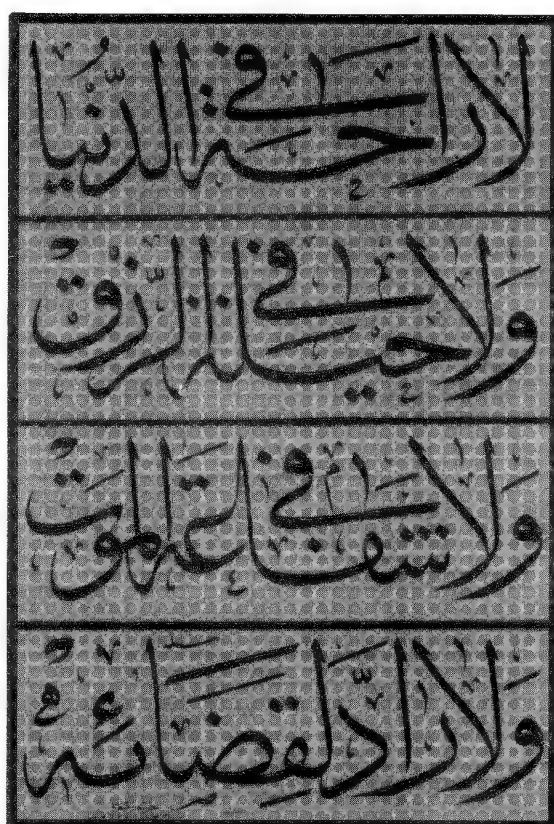 لا راحة في الدنيا
ولا حيلة في الرزق
ولا شفاعة في الموت
ولا راد لقضائه